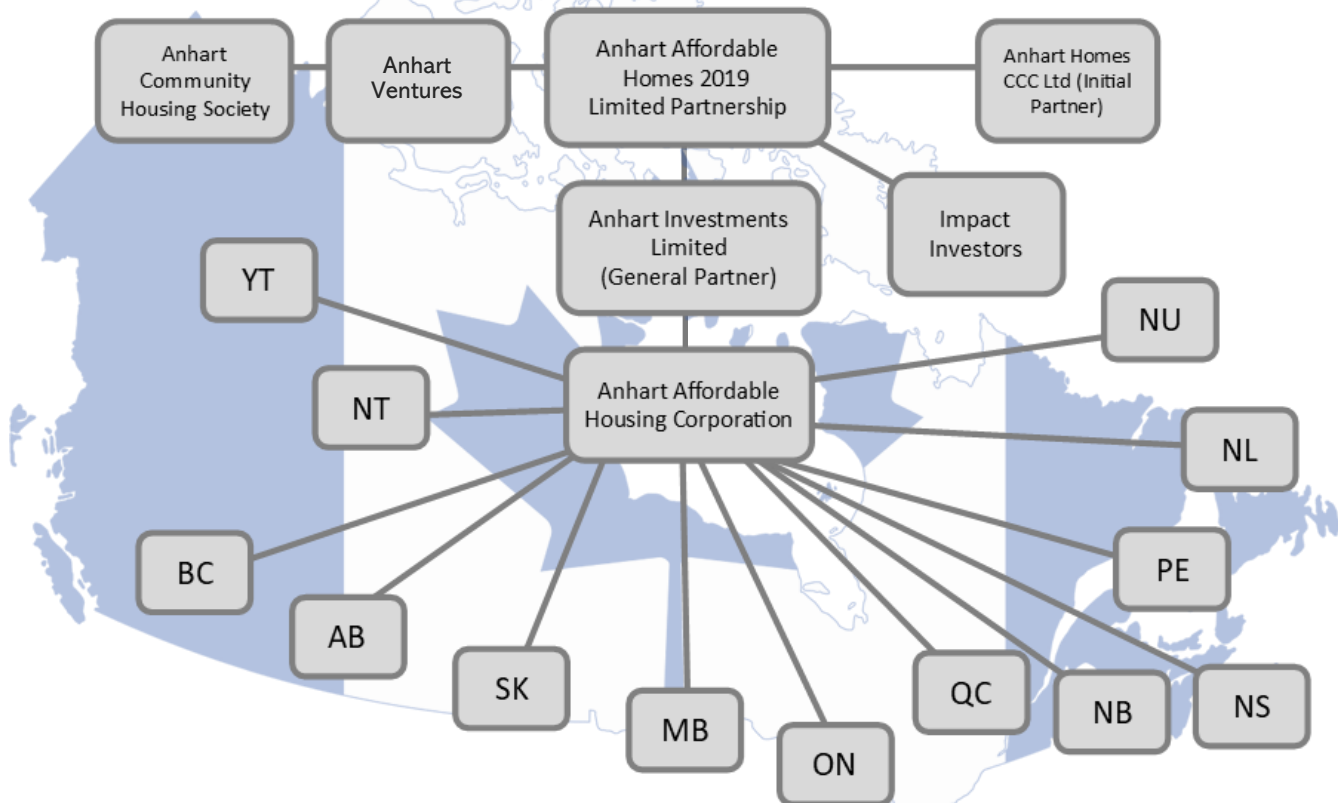 Anhart
Community
Housing Society
Anhart
Ventures
Anhart Affordable
Homes 2019
Limited Partnership
Anhart Homes
CCC Ltd (Initial
Partner)
Anhart Investments
Limited
(General Partner)
Impact
Investors
YT
NU
NT
Anhart Affordable
Housing Corporation
NL
BC
PE
AB
SK
QC
NB
NS
MB
ON